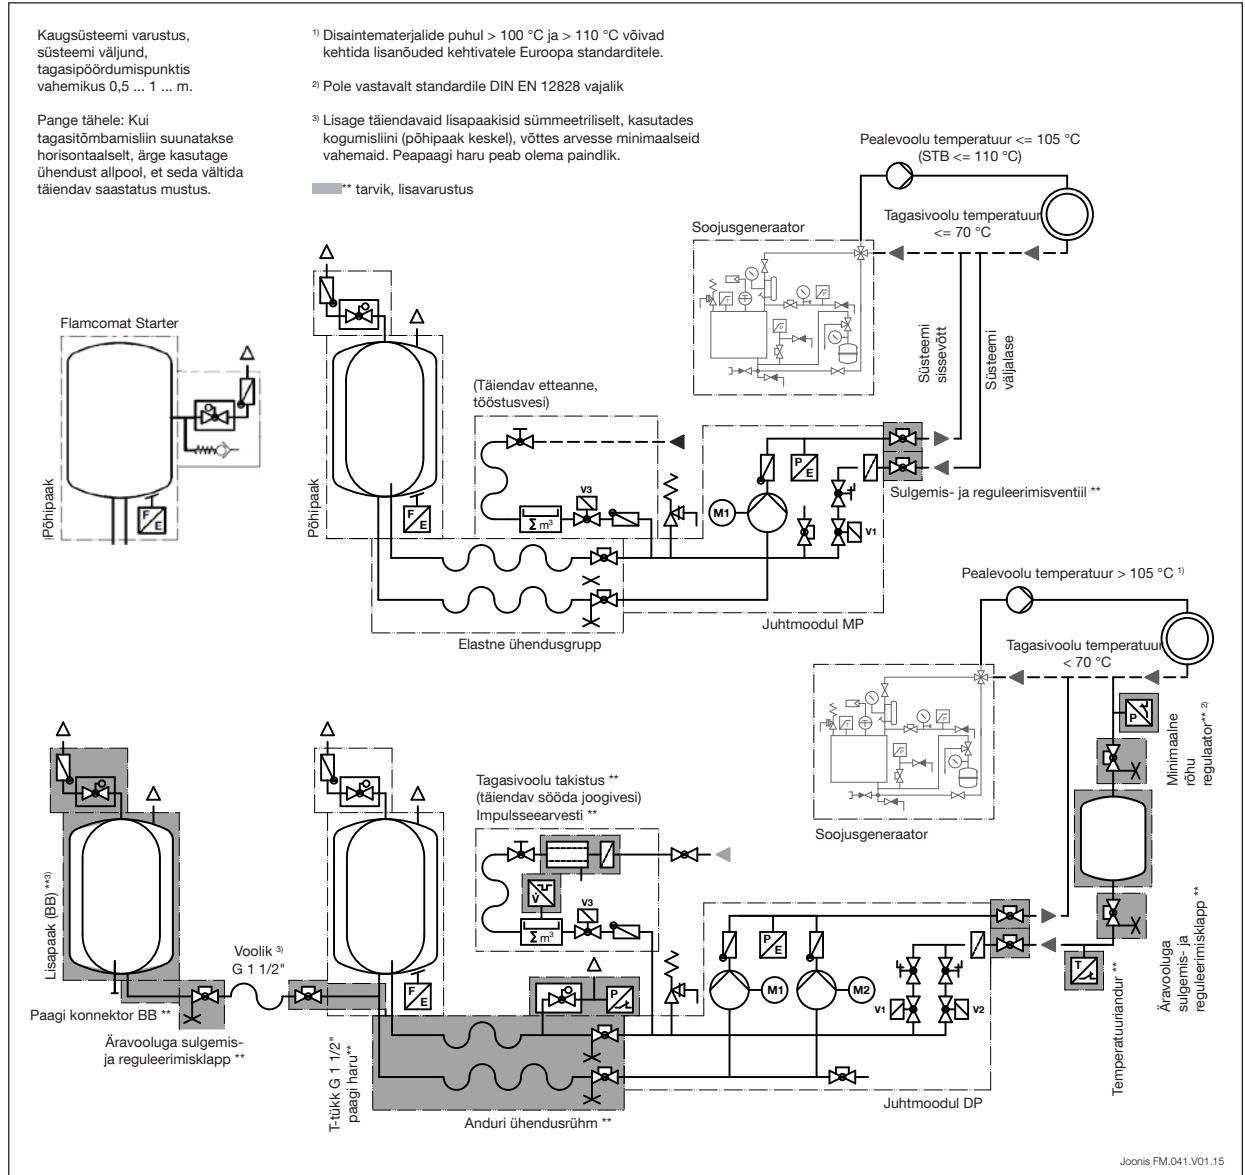 Kaugsüsteemi varustus,
süsteemi väljund,
tagasipöördumispunktis
vahemikus 0,5 ... 1 ... m.
Pange tähele: Kui
tagasitõmbamisliin suunatakse
horisontaalselt, ärge kasutage
ühendust allpool, et seda vältida
täiendav saastatus mustus.
1) Disaintematerjalide puhul > 100 °C ja > 110 °C võivad
kehtida lisanõuded kehtivatele Euroopa standarditele.
2) Pole vastavalt standardile DIN EN 12828 vajalik
3) Lisage täiendavaid lisapaakisid sümmeetriliselt, kasutades
kogumisliini (põhipaak keskel), võttes arvesse minimaalseid
vahemaid. Peapaagi haru peab olema paindlik.
** tarvik, lisavarustus
Pealevoolu temperatuur <= 105 °C
(STB <= 110 °C)
Tagasivoolu temperatuur
<= 70 °C
Soojusgeneraator
Süsteemi
sissevõtt
Süsteemi
väljalase
Flamcomat Starter
Põhipaak
F
E
Põhipaak
F
E
(Täiendav etteanne,
tööstusvesi)
V3
Σ m³
M1
P
E
V1
Sulgemis- ja reguleerimisventiil **
Juhtmoodul MP
Elastne ühendusgrupp
Pealevoolu temperatuur > 105 °C 1)
Tagasivoolu temperatuur
< 70 °C
Soojusgeneraator
P
Minimaalne
rõhu
regulaator** 2)
Äravooluga
sulgemis- ja
reguleerimisklapp **
T
Temperatuuriandur **
Lisapaak (BB) **3)
Voolik 3)
G 1 1/2"
Paagi konnektor BB **
Äravooluga sulgemis-
ja reguleerimisklapp **
F
E
T-tükk G 1 1/2"
paagi haru**
Tagasivoolu takistus **
(täiendav sööda joogivesi)
Impulsseearvesti **
V
V3
Σ m³
P
Anduri ühendusrühm **
P
E
M1
M2
V1
V2
Juhtmoodul DP
Joonis FM.041.V01.15